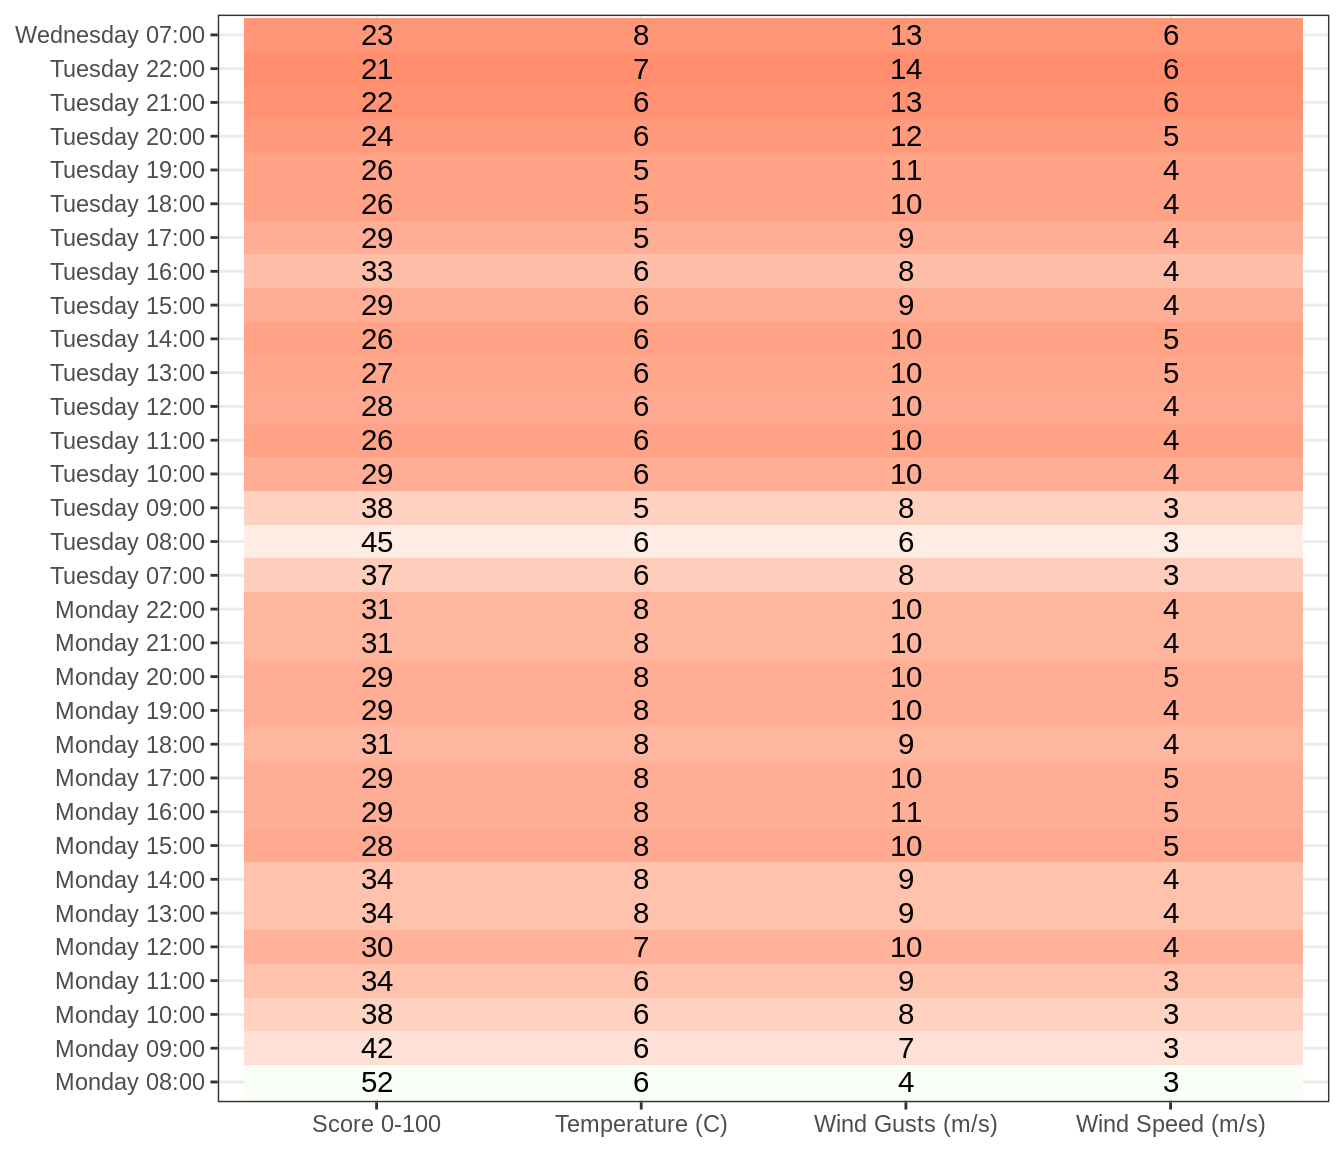 Wednesday 07:00 23 8 13 6
Tuesday 22:00 21 7 14 6
Tuesday 21:00 22 6 13 6
Tuesday 20:00 24 6 12 5
Tuesday 19:00 26 5 11 4
Tuesday 18:00 26 5 10 4
Tuesday 17:00 29 5 9 4
Tuesday 16:00 33 6 8 4
Tuesday 15:00 29 6 9 4
Tuesday 14:00 26 6 10 5
Tuesday 13:00 27 6 10 5
Tuesday 12:00 28 6 10 4
Tuesday 11:00 26 6 10 4
Tuesday 10:00 29 6 10 4
Tuesday 09:00 38 5 8 3
Tuesday 08:00 45 6 6 3
Tuesday 07:00 37 6 8 3
Monday 22:00 31 8 10 4
Monday 21:00 31 8 10 4
Monday 20:00 29 8 10 5
Monday 19:00 29 8 10 4
Monday 18:00 31 8 9 4
Monday 17:00 29 8 10 5
Monday 16:00 29 8 11 5
Monday 15:00 28 8 10 5
Monday 14:00 34 8 9 4
Monday 13:00 34 8 9 4
Monday 12:00 30 7 10 4
Monday 11:00 34 6 9 3
Monday 10:00 38 6 8 3
Monday 09:00 42 6 7 3
Monday 08:00 52 6 4 3
Score 0-100 Temperature (C) Wind Gusts (m/s) Wind Speed (m/s)